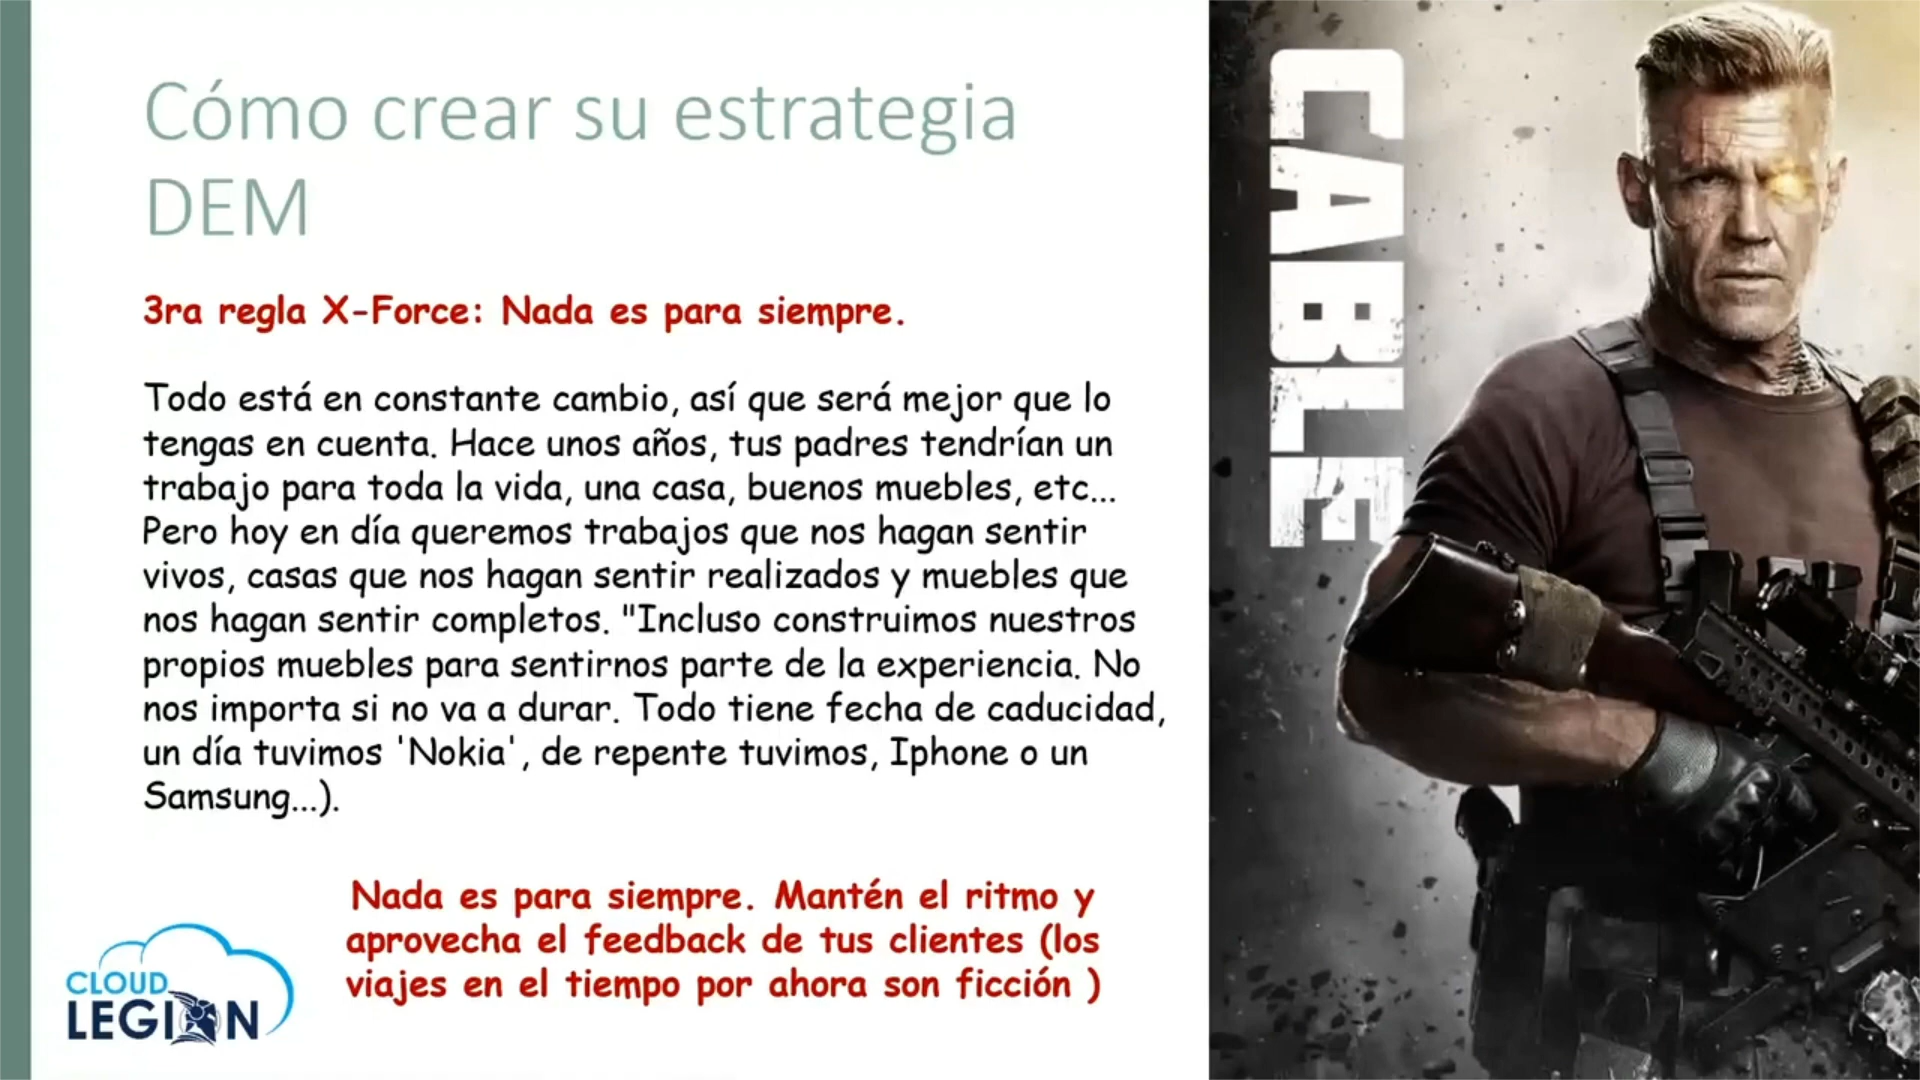 Cómo crear su estrategia
DEM
3ra regla X-Force: Nada es para siempre.
Todo está en constante cambio, así que será mejor que lo
tengas en cuenta. Hace unos años, tus padres tendrían un
trabajo para toda la vida, una casa, buenos muebles, etc...
Pero hoy en día queremos trabajos que nos hagan sentir
vivos, casas que nos hagan sentir realizados y muebles que
nos hagan sentir completos. "Incluso construimos nuestros
propios muebles para sentirnos parte de la experiencia. No
nos importa si no va a durar. Todo tiene fecha de caducidad,
un día tuvimos 'Nokia', de repente tuvimos, Iphone o un
Samsung...).
Nada es para siempre. Mantén el ritmo y
aprovecha el feedback de tus clientes (los
viajes en el tiempo por ahora son ficción )
CLOUD
LEGION
CABLE